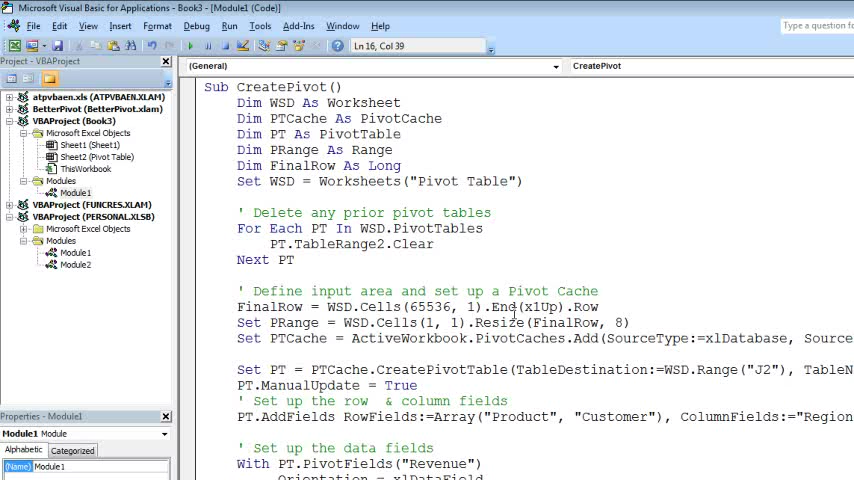 Microsoft Visual Basic for Applications - Book3 - [Module1 (Code)]
File Edit View Insert Format Debug Run Tools Add-Ins Window Help
Type a question fo
Ln 16, Col 39
Project - VBAProject
(General)
CreatePivot
atpvbaen.xls (ATPVBAEN.XLAM)
BetterPivot (BetterPivot.xlam)
VBAProject (Book3)
Microsoft Excel Objects
Sheet1 (Sheet1)
Sheet2 (Pivot Table)
ThisWorkbook
Modules
Module1
VBAProject (FUNCRES.XLAM)
VBAProject (PERSONAL.XLSB)
Microsoft Excel Objects
Modules
Module1
Module2
Properties - Module1
Module1 Module
Alphabetic Categorized
(Name) Module1
Sub CreatePivot()
Dim WSD As Worksheet
Dim PTCache As PivotCache
Dim PT As PivotTable
Dim PRange As Range
Dim FinalRow As Long
Set WSD = Worksheets("Pivot Table")
' Delete any prior pivot tables
For Each PT In WSD.PivotTables
PT.TableRange2.Clear
Next PT
' Define input area and set up a Pivot Cache
FinalRow = WSD.Cells(65536, 1).End(x1Up).Row
Set PRange = WSD.Cells(1, 1).Resize(FinalRow, 8)
Set PTCache = ActiveWorkbook.PivotCaches.Add(SourceType:=xlDatabase, Source
Set PT = PTCache.CreatePivotTable(TableDestination:=WSD.Range("J2"), TableN
PT.ManualUpdate = True
' Set up the row  & column fields
PT.AddFields RowFields:=Array("Product", "Customer"), ColumnFields:="Region
' Set up the data fields
With PT.PivotFields("Revenue")
.Orientation = xlDataField